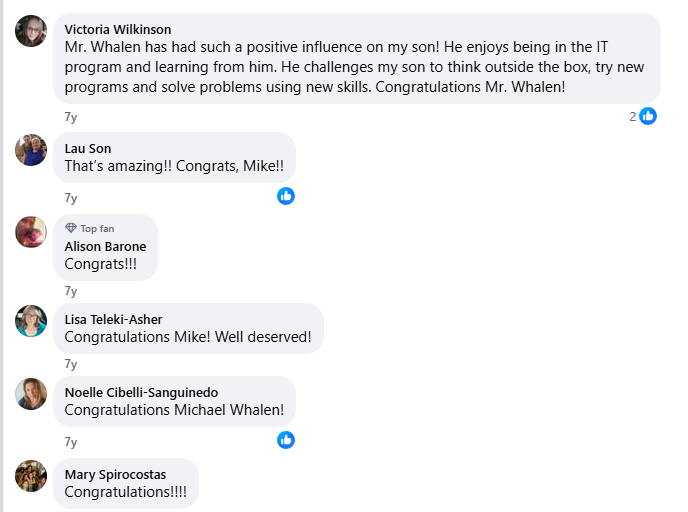 Victoria Wilkinson
Mr. Whalen has had such a positive influence on my son! He enjoys being in the IT
program and learning from him. He challenges my son to think outside the box, try new
programs and solve problems using new skills. Congratulations Mr. Whalen!
7y
2
Lau Son
That's amazing!! Congrats, Mike!!
7y
Top fan
Alison Barone
Congrats!!!
7y
Lisa Teleki-Asher
Congratulations Mike! Well deserved!
7y
Noelle Cibelli-Sanguinedo
Congratulations Michael Whalen!
7y
Mary Spirocostas
Congratulations!!!!